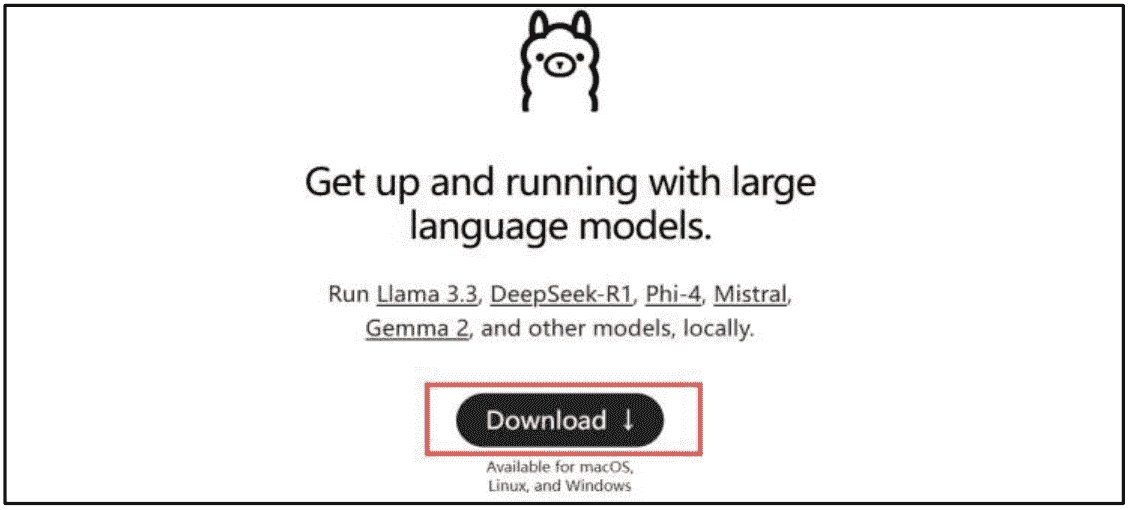 Get up and running with large
language models.
Run Llama 3.3, DeepSeek-R1, Phi-4, Mistral,
Gemma 2, and other models, locally.
Download ↓
Available for macOS,
Linux, and Windows